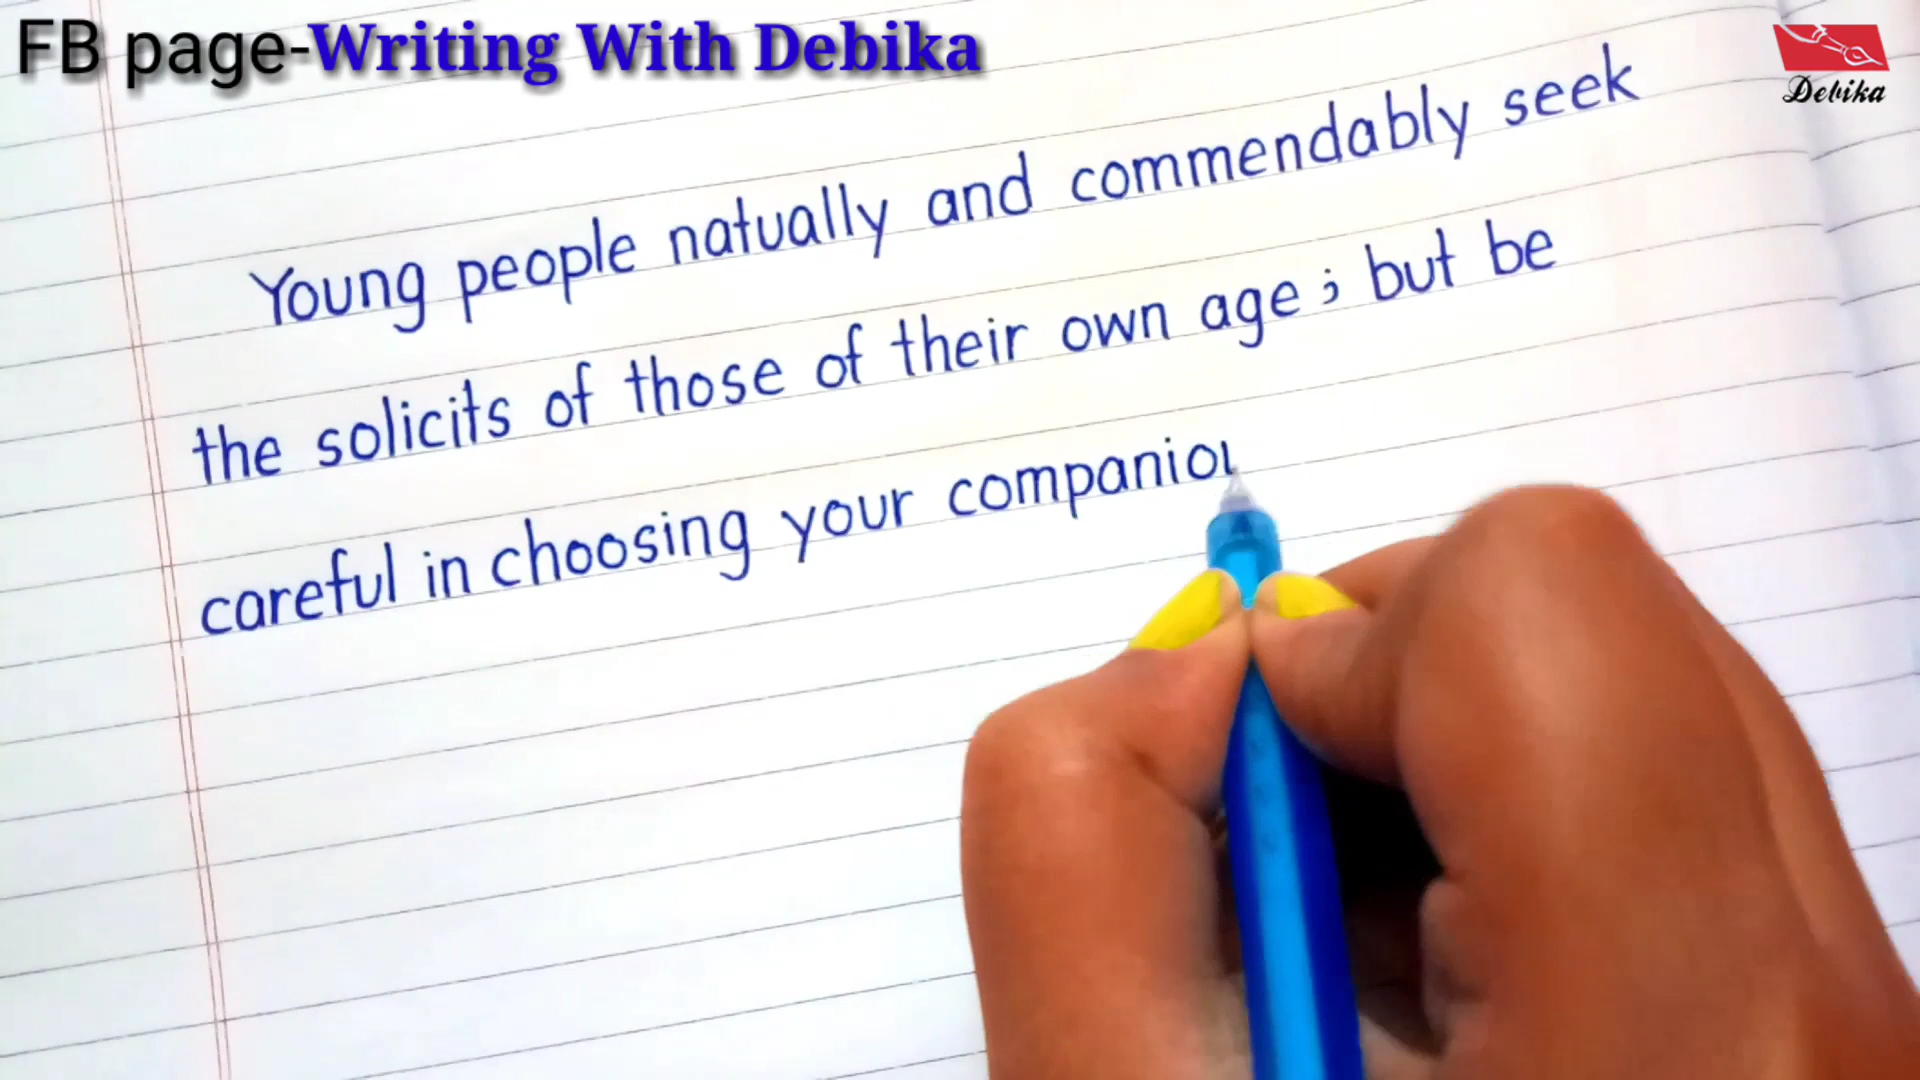 FB page-Writing With Debika
Debika
Young people natually and commendably seek
the solicits of those of their own age; but be
careful in choosing your